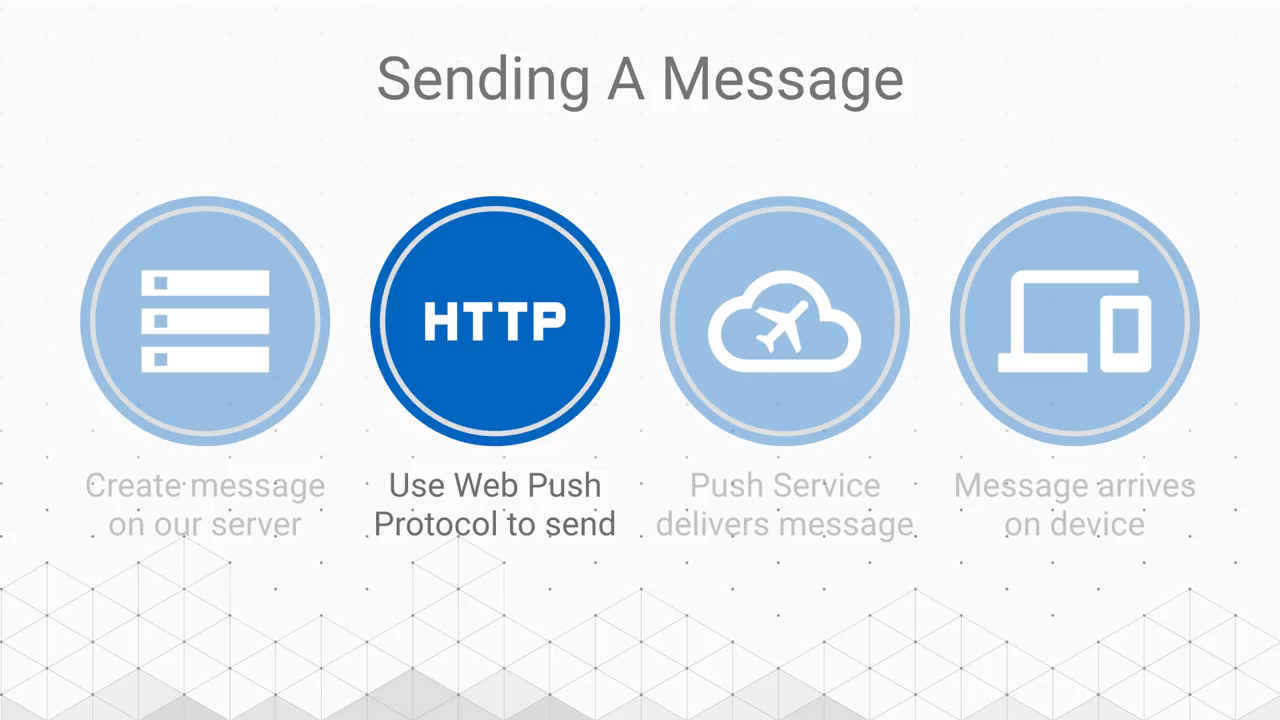 Sending A Message
HTTP
Create message
on our server
Use Web Push
Protocol to send
Push Service
delivers message
Message arrives
on device